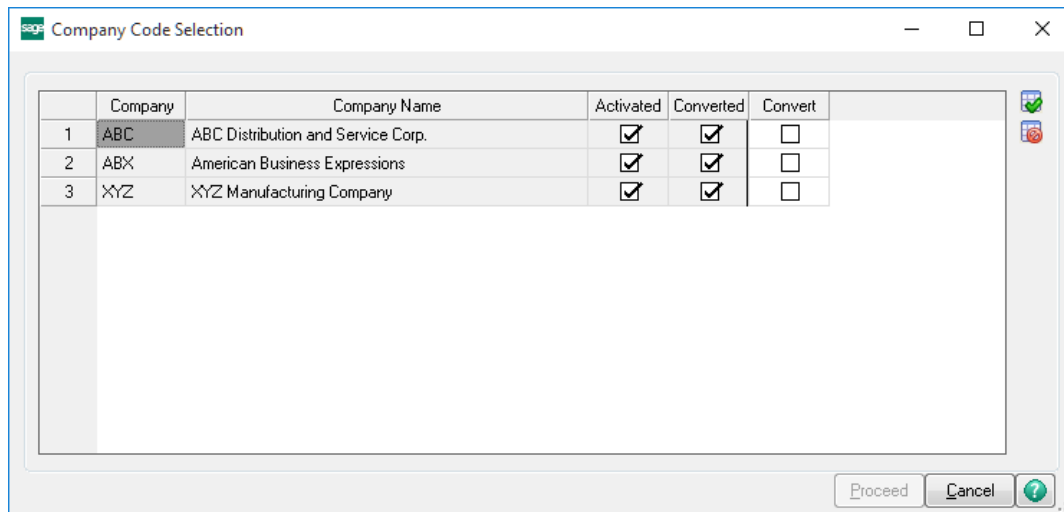 sage Company Code Selection
Company Company Name Activated Converted Convert
1 ABC ABC Distribution and Service Corp.
2 ABX American Business Expressions
3 XYZ XYZ Manufacturing Company
Proceed Cancel ?